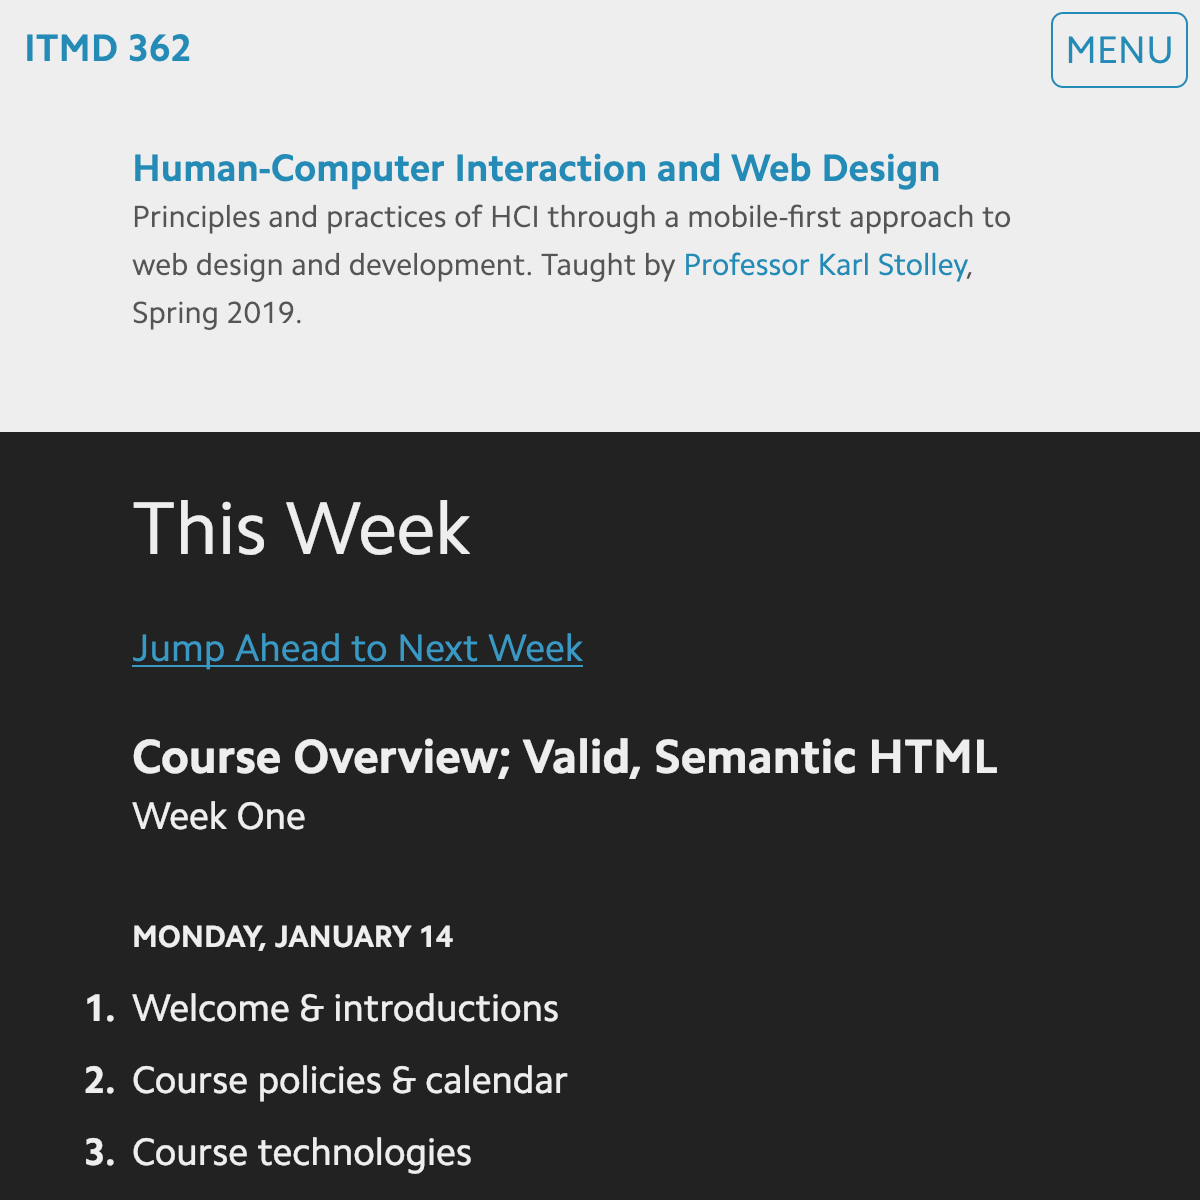 ITMD 362
MENU
Human-Computer Interaction and Web Design
Principles and practices of HCI through a mobile-first approach to
web design and development. Taught by Professor Karl Stolley,
Spring 2019.
This Week
Jump Ahead to Next Week
Course Overview; Valid, Semantic HTML
Week One
MONDAY, JANUARY 14
1. Welcome & introductions
2. Course policies & calendar
3. Course technologies